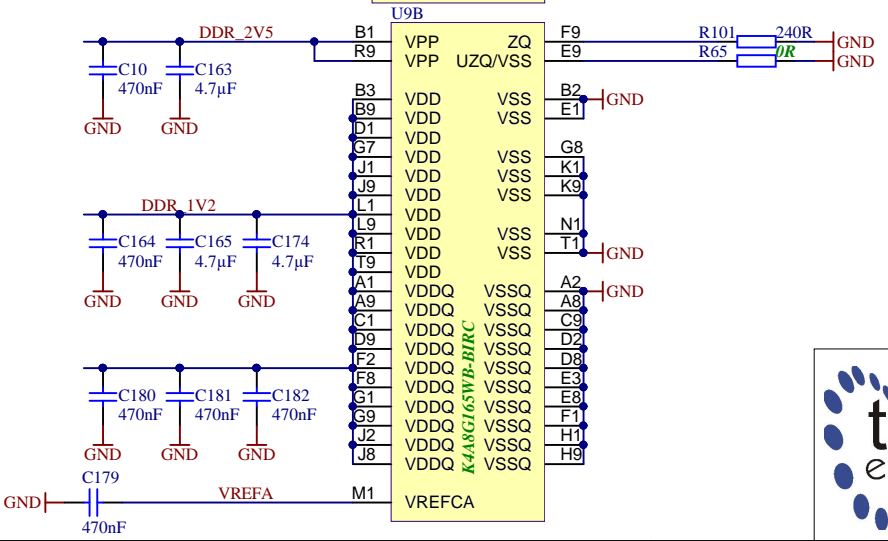 U9B
DDR_2V5 B1 VPP ZQ F9 R101 240R GND
R9 VPP UZQ/VSS E9 R65 0R GND
C10 470nF GND
C163 4.7µF GND
B3 VDD VSS B2 GND
B9 VDD VSS E1
D1 VDD
G7 VDD VSS G8
J1 VDD VSS K1
J9 VDD VSS K9
DDR_1V2 L1 VDD
L9 VDD VSS N1
R1 VDD VSS T1 GND
T9 VDD
C164 470nF GND
C165 4.7µF GND
C174 4.7µF GND
A1 VDDQ VSSQ A2 GND
A9 VDDQ VSSQ A8
C1 VDDQ VSSQ C9
D9 VDDQ VSSQ D2
F2 VDDQ VSSQ D8
F8 VDDQ VSSQ E3
G1 VDDQ VSSQ E8
G9 VDDQ VSSQ F1
J2 VDDQ VSSQ H1
J8 VDDQ VSSQ H9
K4A8G165WB-BIRC
C180 470nF GND
C181 470nF GND
C182 470nF GND
GND C179 470nF VREFA M1 VREFCA
t
e